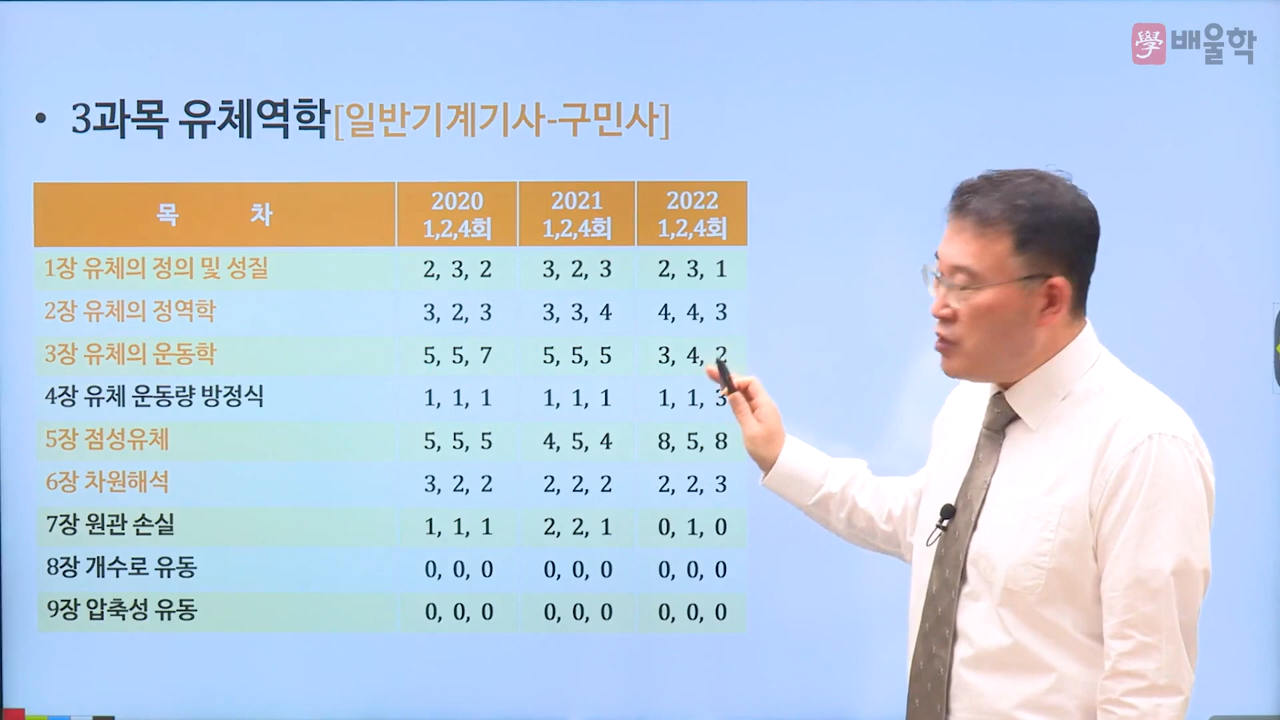 學 배울학
• 3과목 유체역학[일반기계기사-구민사]
목 차 2020 1,2,4회 2021 1,2,4회 2022 1,2,4회
1장 유체의 정의 및 성질 2, 3, 2 3, 2, 3 2, 3, 1
2장 유체의 정역학 3, 2, 3 3, 3, 4 4, 4, 3
3장 유체의 운동학 5, 5, 7 5, 5, 5 3, 4, 2
4장 유체 운동량 방정식 1, 1, 1 1, 1, 1 1, 1, 3
5장 점성유체 5, 5, 5 4, 5, 4 8, 5, 8
6장 차원해석 3, 2, 2 2, 2, 2 2, 2, 3
7장 원관 손실 1, 1, 1 2, 2, 1 0, 1, 0
8장 개수로 유동 0, 0, 0 0, 0, 0 0, 0, 0
9장 압축성 유동 0, 0, 0 0, 0, 0 0, 0, 0